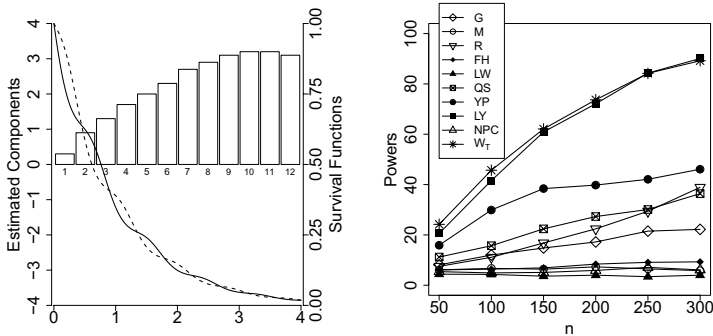 Estimated Components
4
3
2
1
0
-1
-2
-3
-4
1 2 3 4 5 6 7 8 9 10 11 12
0 1 2 3 4
1.00
0.75
0.50
0.25
0.00
Survival Functions
G
M
R
FH
LW
QS
YP
LY
NPC
W_T
Powers
100
80
60
40
20
0
50 100 150 200 250 300
n